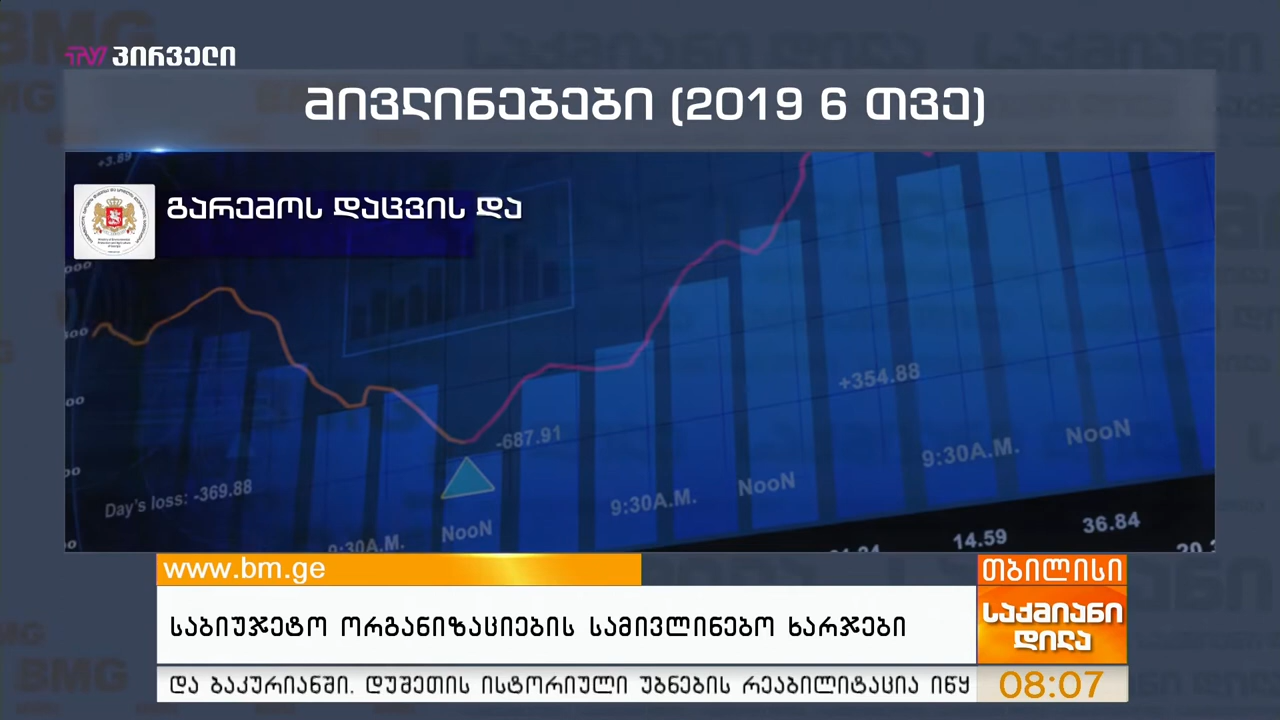 TV პირველი
მივლინებები (2019 6 თვე)
+3.89
გარემოს დაცვის და
+354.88
-687.91
NooN
9:30A.M.
Day's loss: -369.88
NooN
9:30A.M.
NooN
9:30A.M.
36.84
14.59
www.bm.ge
თბილისი
საბიუჯეტო ორგანიზაციების სამივლინებო ხარჯები
საქმიანი
დილა
და ბაკურიანში. დუშეთის ისტორიული უბნების რეაბილიტაცია იწყ
08:07